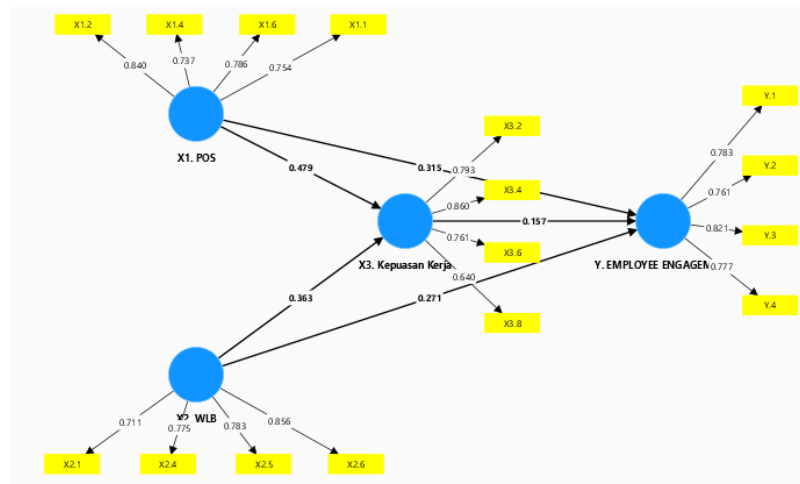 X1.2
X1.4
X1.6
X1.1
0.840
0.737
0.786
0.754
X1. POS
0.479
0.315
X3.2
0.793
X3.4
0.860
0.157
0.761
X3.6
X3. Kepuasan Kerja
0.640
X3.8
0.363
0.271
Y.1
0.783
Y.2
0.761
0.821
Y.3
Y. EMPLOYEE ENGAGEM
0.777
Y.4
X2. WLB
0.711
0.775
0.783
0.856
X2.1
X2.4
X2.5
X2.6